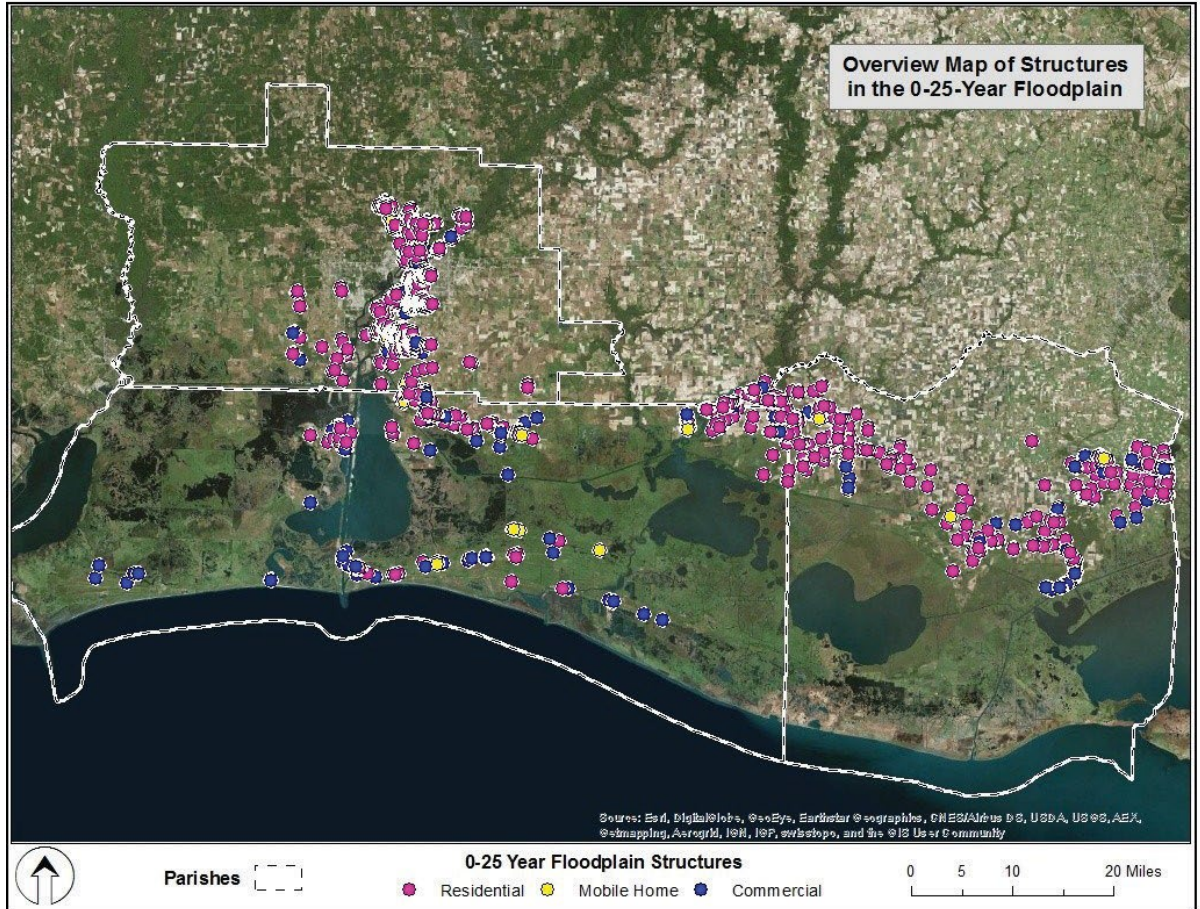 Overview Map of Structures
in the 0-25-Year Floodplain
Source: Esri, DigitalGlobe, GeoEye, Earthstar Geographics, CNES/Airbus DS, USDA, USGS, AEX,
Getmapping, Aerogrid, IGN, IGP, swisstopo, and the GIS User Community
0-25 Year Floodplain Structures
Parishes
Residential Mobile Home Commercial
0 5 10 20 Miles